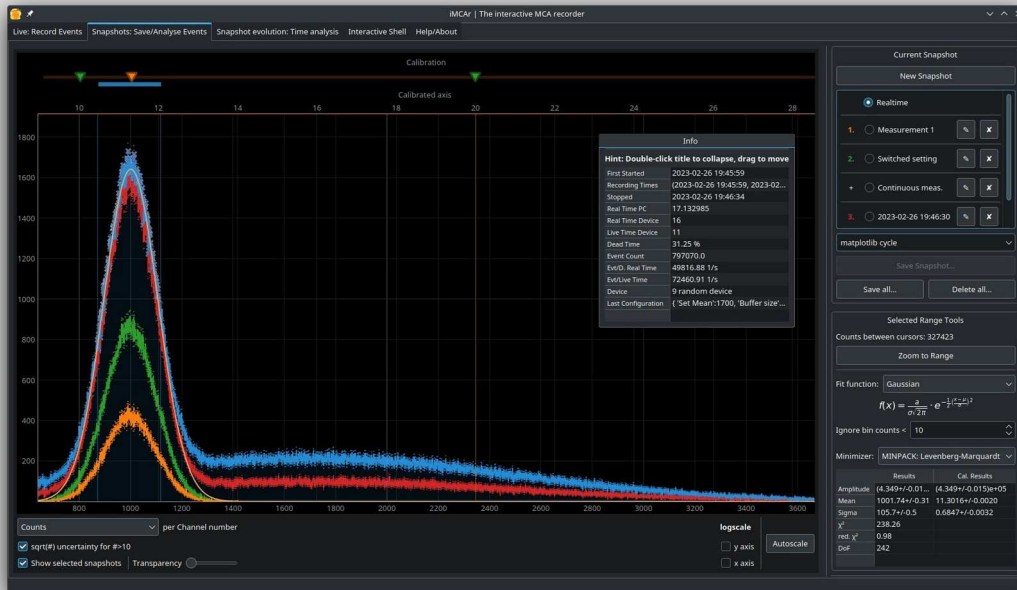 iMCAr | The interactive MCA recorder
Live: Record Events
Snapshots: Save/Analyse Events
Snapshot evolution: Time analysis
Interactive Shell
Help/About
Calibration
Calibrated axis
10 12 14 16 18 20 22 24 26 28
1800
1600
1400
1200
1000
800
600
400
200
800 1000 1200 1400 1600 1800 2000 2200 2400 2600 2800 3000 3200 3400 3600
Info
Hint: Double-click title to collapse, drag to move
First Started 2023-02-26 19:45:59
Recording Times (2023-02-26 19:45:59, 2023-02...
Stopped 2023-02-26 19:46:34
Real Time PC 17.132985
Real Time Device 16
Live Time Device 11
Dead Time 31.25 %
Event Count 797070.0
Evt/D. Real Time 49816.88 1/s
Evt/Live Time 72460.91 1/s
Device 9 random device
Last Configuration { 'Set Mean':1700, 'Buffer size'...
Counts per Channel number
sqrt(#) uncertainty for #>10
Show selected snapshots Transparency
logscale
y axis
x axis
Autoscale
Current Snapshot
New Snapshot
Realtime
1. Measurement 1
2. Switched setting
+ Continuous meas.
3. 2023-02-26 19:46:30
matplotlib cycle
Save Snapshot...
Save all... Delete all...
Selected Range Tools
Counts between cursors: 327423
Zoom to Range
Fit function: Gaussian
f(x) = a/(σ√2π) · e^(-1/2((x-μ)/σ)^2)
Ignore bin counts < 10
Minimizer: MINPACK: Levenberg-Marquardt
Results Cal. Results
Amplitude (4.349+/-0.01... (4.349+/-0.015)e+05
Mean 1001.74+/-0.31 11.3016+/-0.0020
Sigma 105.7+/-0.5 0.6847+/-0.0032
χ² 238.26
red. χ² 0.98
DoF 242